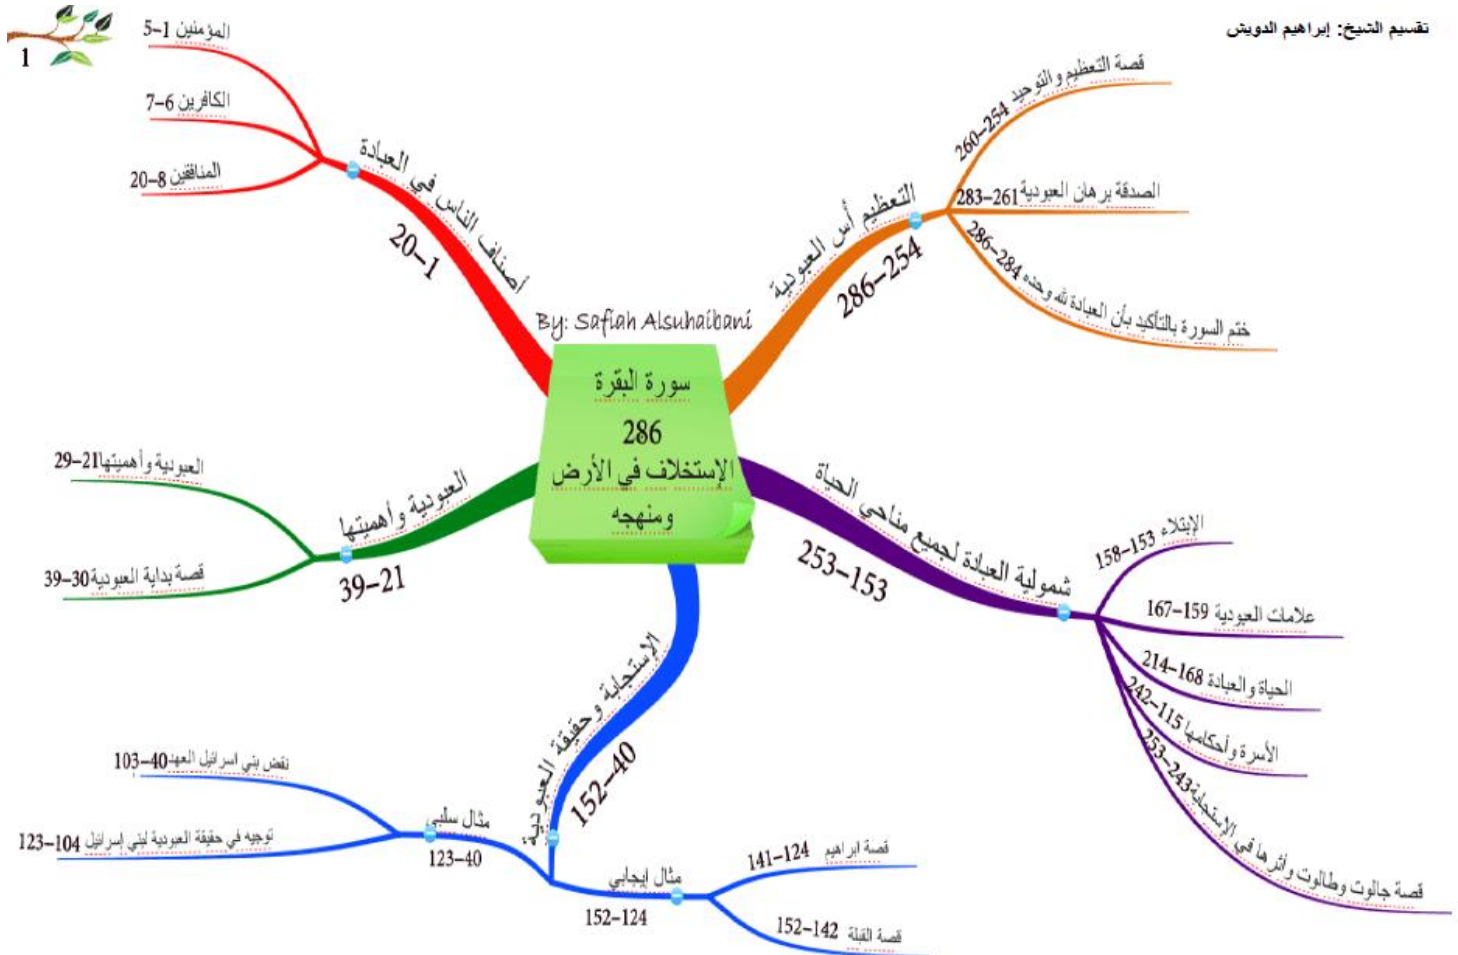 تقسيم الشيخ: إبراهيم الدويش
1
By: Safiah Alsuhaibani
سورة البقرة
286
الإستخلاف في الأرض
ومنهجه
أصناف الناس في العبادة
20–1
المؤمنين 1–5
الكافرين 6–7
المنافقين 8–20
العبودية وأهميتها
39–21
العبودية وأهميتها 21–29
قصة بداية العبودية 30–39
الإستجابة وحقيقة العبودية
152–40
مثال سلبي
123–40
نقض بني اسرائيل العهد 40–103
توجيه في حقيقة العبودية لبني إسرائيل 104–123
مثال إيجابي
152–124
قصة ابراهيم 124–141
قصة القبلة 142–152
شمولية العبادة لجميع مناحي الحياة
253–153
الإبتلاء 153–158
علامات العبودية 159–167
الحياة والعبادة 168–214
الأسرة وأحكامها 115–242
قصة جالوت وطالوت وأثرها في الإستجابة 243–253
التعظيم أس العبودية
286–254
قصة التعظيم والتوحيد 254–260
الصدقة برهان العبودية 261–283
ختم السورة بالتأكيد بأن العبادة لله وحده 284–286